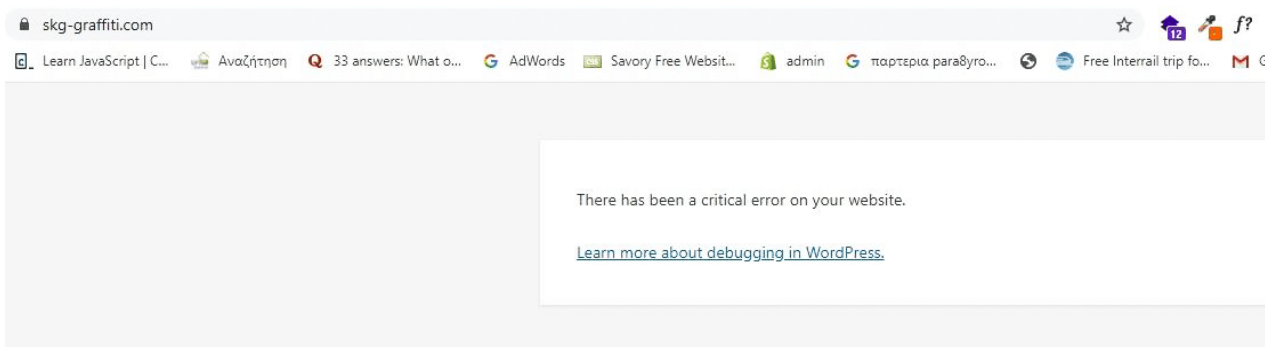 skg-graffiti.com
12
f?
Learn JavaScript | C... Αναζήτηση 33 answers: What o... AdWords Savory Free Websit... admin παρτερια para8yro... Free Interrail trip fo...
There has been a critical error on your website.
Learn more about debugging in WordPress.